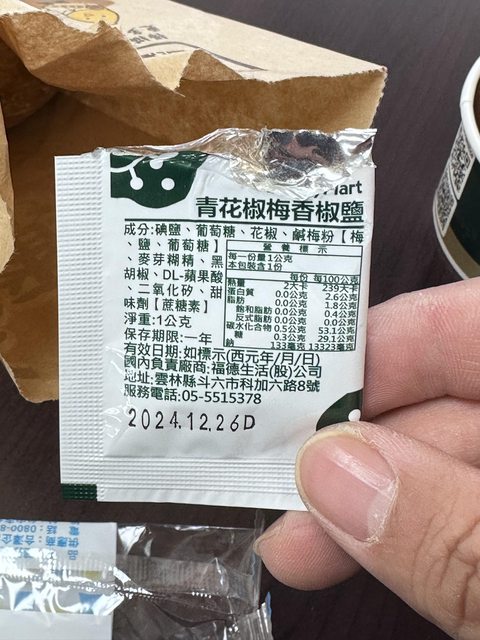 Mart
青花椒梅香椒鹽
成分:碘鹽、葡萄糖、花椒、鹹梅粉【梅
、鹽、葡萄糖】
、麥芽糊精、黑
胡椒、DL-蘋果酸
、二氧化矽、甜
味劑【蔗糖素】
淨重:1公克
保存期限:一年
營養標示
每一份量1公克
本包裝含1份
每份 每100公克
熱量 2大卡 239大卡
蛋白質 0.0公克 2.6公克
脂肪 0.0公克 1.8公克
飽和脂肪 0.0公克 0.4公克
反式脂肪 0.0公克 0.0公克
碳水化合物 0.5公克 53.1公克
糖 0.3公克 29.1公克
鈉 133毫克 13323毫克
有效日期:如標示(西元年/月/日)
國內負責廠商:福德生活(股)公司
地址:雲林縣斗六市科加六路8號
服務電話:05-5515378
2024.12.26D
0800-8